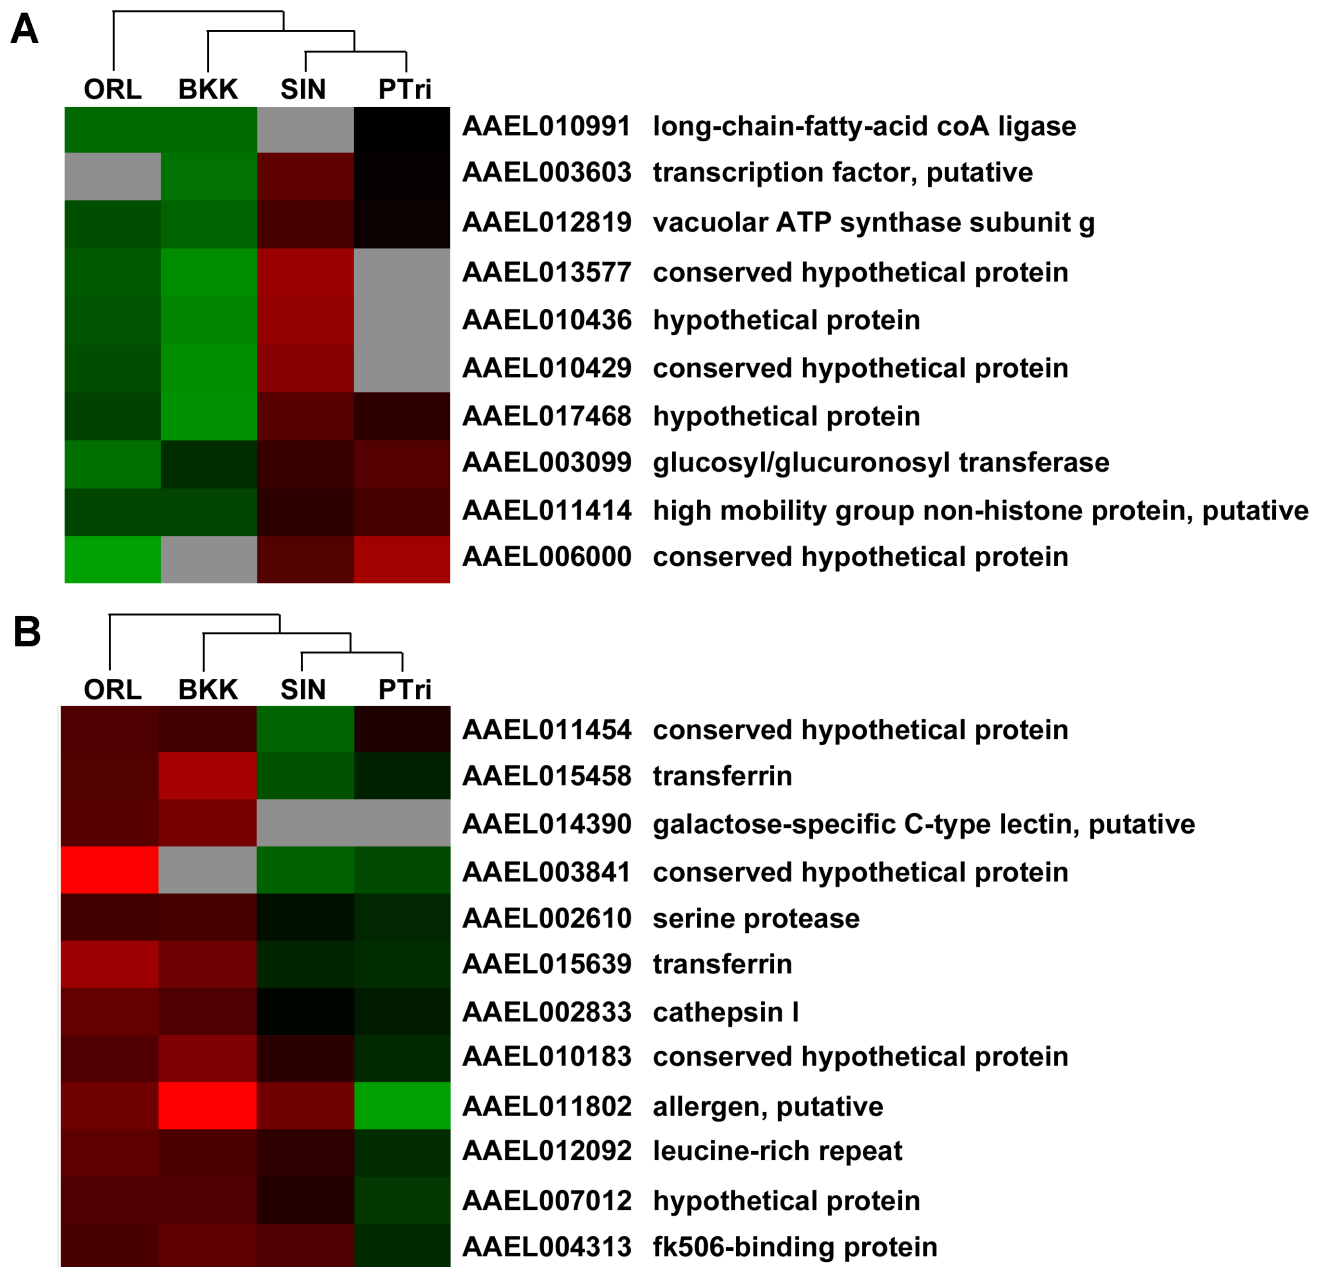 A
ORL BKK SIN PTri
AAEL010991 long-chain-fatty-acid coA ligase
AAEL003603 transcription factor, putative
AAEL012819 vacuolar ATP synthase subunit g
AAEL013577 conserved hypothetical protein
AAEL010436 hypothetical protein
AAEL010429 conserved hypothetical protein
AAEL017468 hypothetical protein
AAEL003099 glucosyl/glucuronosyl transferase
AAEL011414 high mobility group non-histone protein, putative
AAEL006000 conserved hypothetical protein
B
ORL BKK SIN PTri
AAEL011454 conserved hypothetical protein
AAEL015458 transferrin
AAEL014390 galactose-specific C-type lectin, putative
AAEL003841 conserved hypothetical protein
AAEL002610 serine protease
AAEL015639 transferrin
AAEL002833 cathepsin l
AAEL010183 conserved hypothetical protein
AAEL011802 allergen, putative
AAEL012092 leucine-rich repeat
AAEL007012 hypothetical protein
AAEL004313 fk506-binding protein